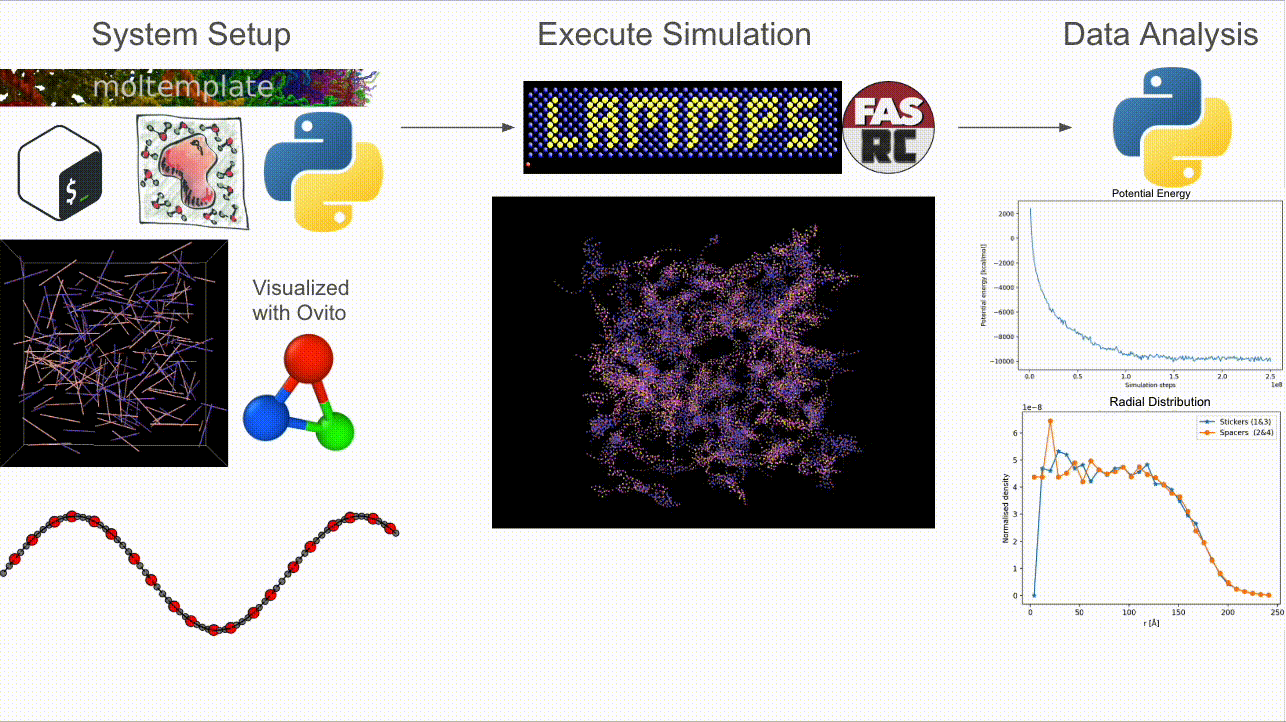 System Setup
Execute Simulation
Data Analysis
moltemplate
$_
LAMMPS
FAS
RC
Visualized
with Ovito
Potential Energy
Potential energy [kcal/mol]
2000
0
−2000
−4000
−6000
−8000
−10000
0.0 0.5 1.0 1.5 2.0 2.5
Simulation steps
1e8
Radial Distribution
1e−8
Stickers (1&3)
Spacers (2&4)
Normalised density
6
5
4
3
2
1
0
0 50 100 150 200 250
r [Å]